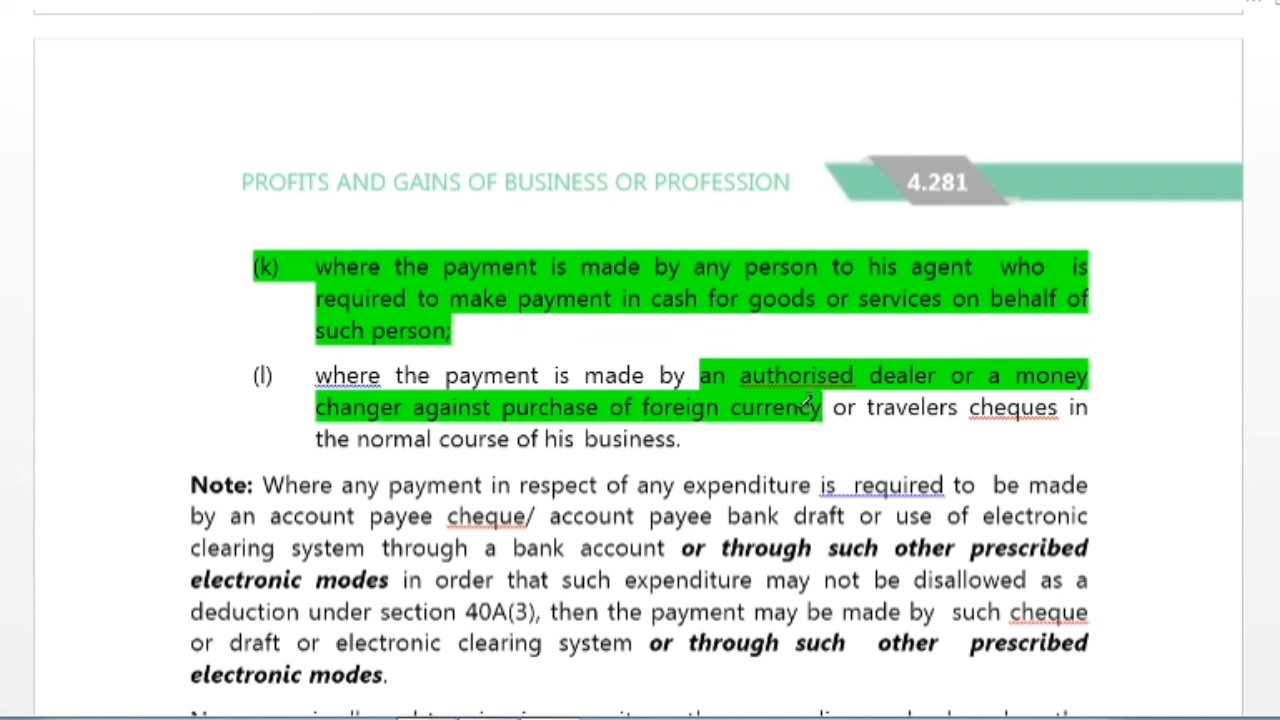 PROFITS AND GAINS OF BUSINESS OR PROFESSION 4.281
(k) where the payment is made by any person to his agent who is
required to make payment in cash for goods or services on behalf of
such person;
(l) where the payment is made by an authorised dealer or a money
changer against purchase of foreign currency or travelers cheques in
the normal course of his business.
Note: Where any payment in respect of any expenditure is required to be made
by an account payee cheque/ account payee bank draft or use of electronic
clearing system through a bank account or through such other prescribed
electronic modes in order that such expenditure may not be disallowed as a
deduction under section 40A(3), then the payment may be made by such cheque
or draft or electronic clearing system or through such other prescribed
electronic modes.